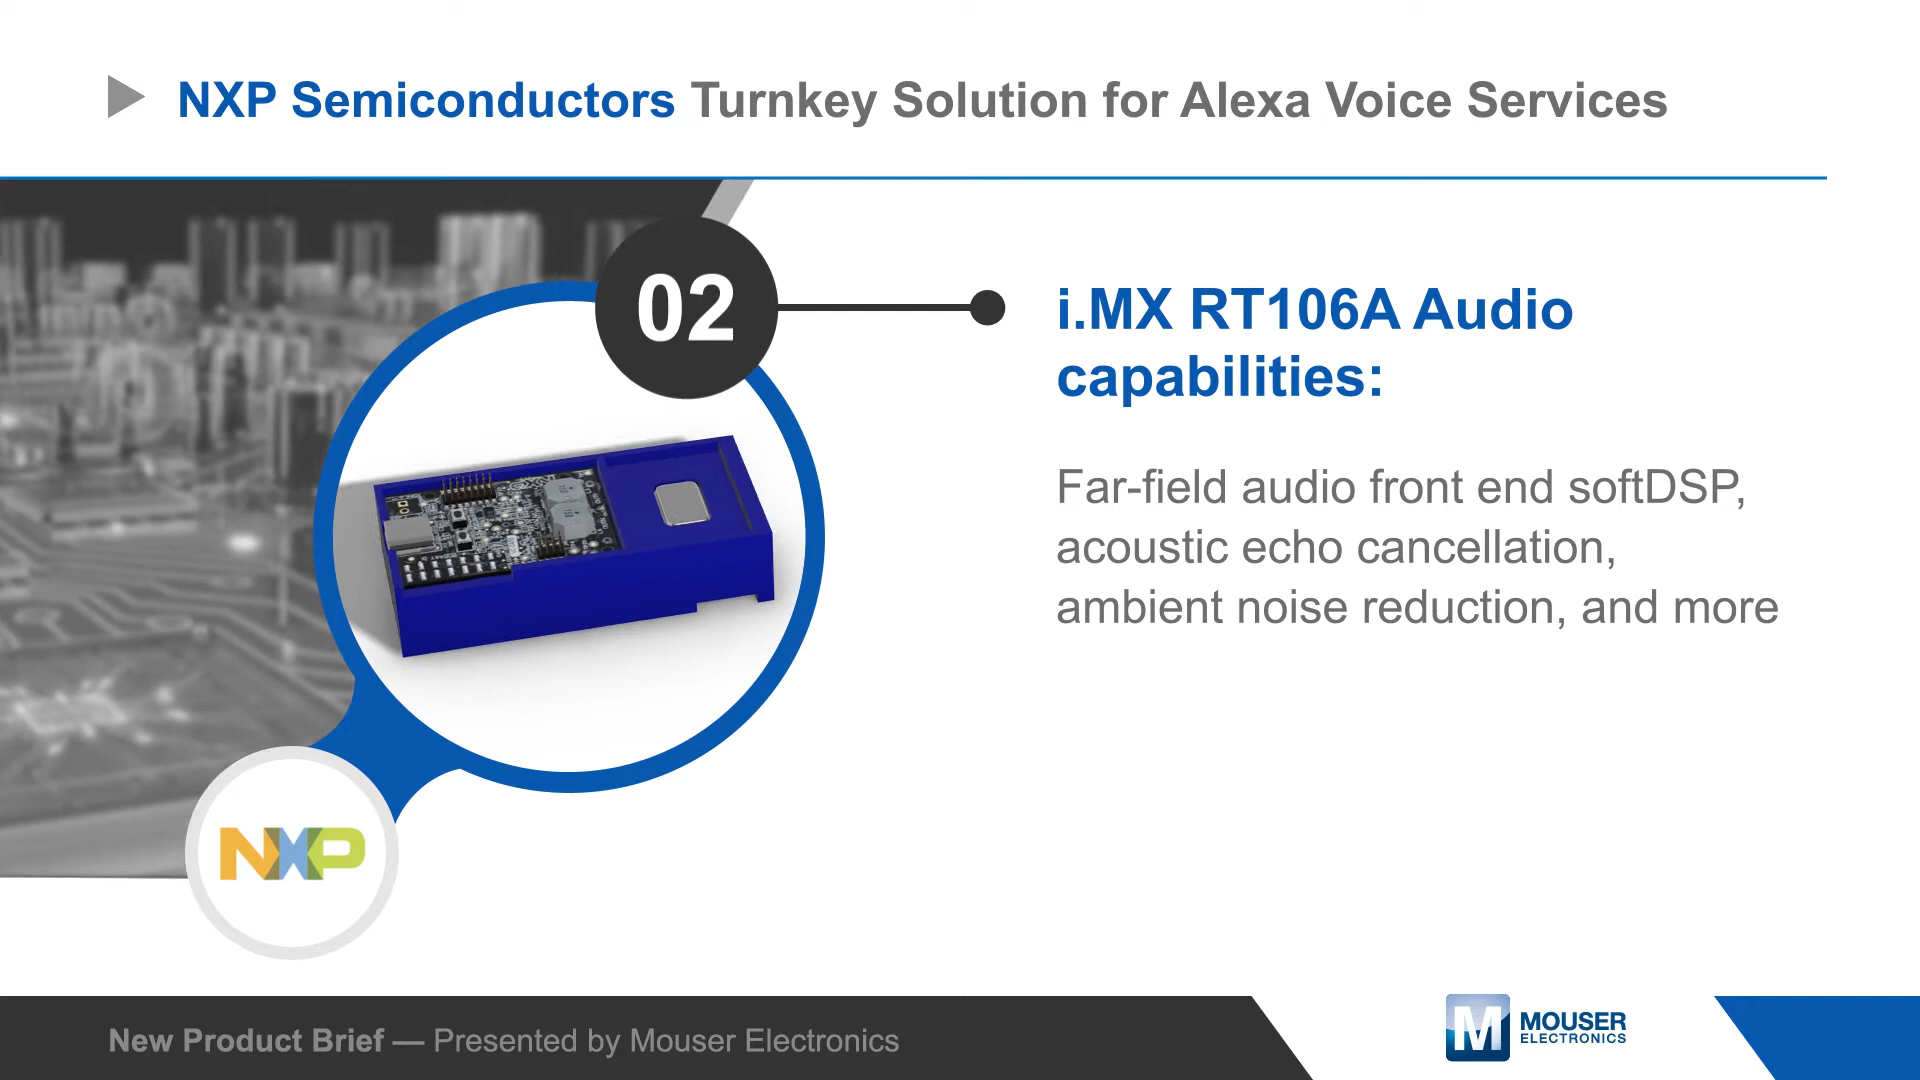 NXP Semiconductors Turnkey Solution for Alexa Voice Services
02
i.MX RT106A Audio
capabilities:
Far-field audio front end softDSP,
acoustic echo cancellation,
ambient noise reduction, and more
NXP
New Product Brief — Presented by Mouser Electronics
M
MOUSER
ELECTRONICS